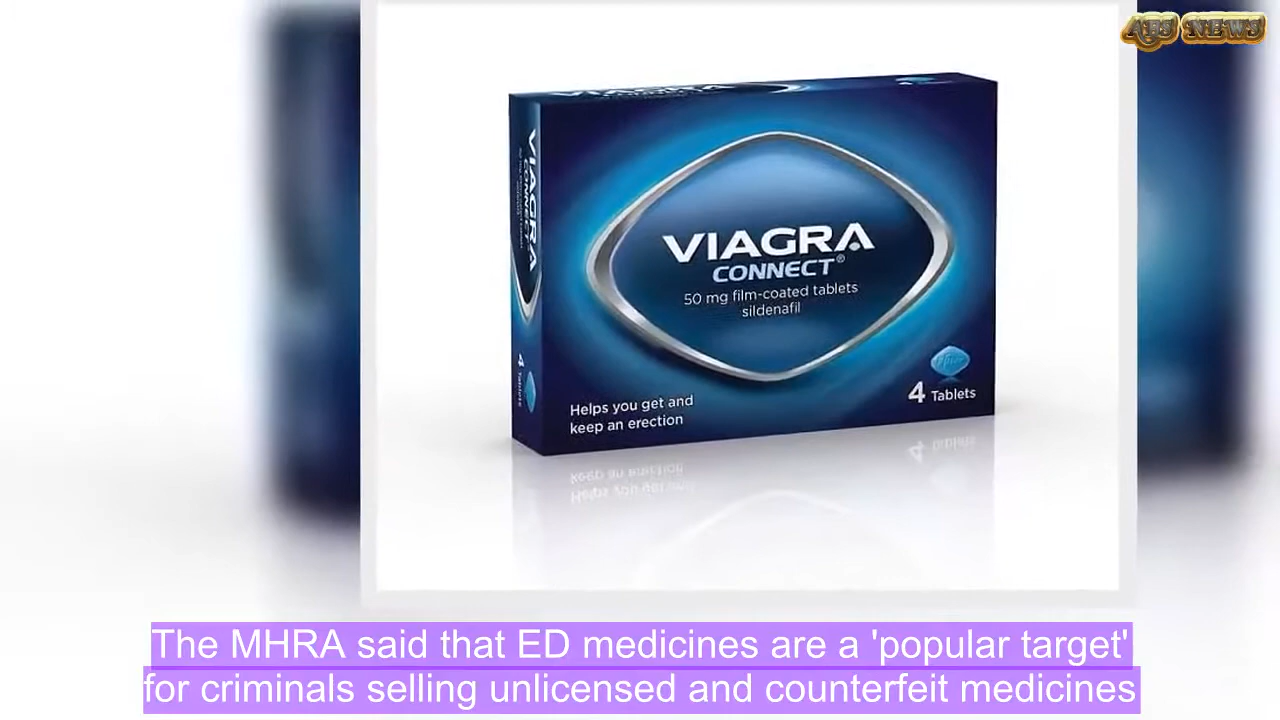 ABS NEWS
VIAGRA
CONNECT®
50 mg film-coated tablets
sildenafil
Helps you get and
keep an erection
4 Tablets
VIAGRA
CONNECT
4 Tablets
The MHRA said that ED medicines are a 'popular target'
for criminals selling unlicensed and counterfeit medicines